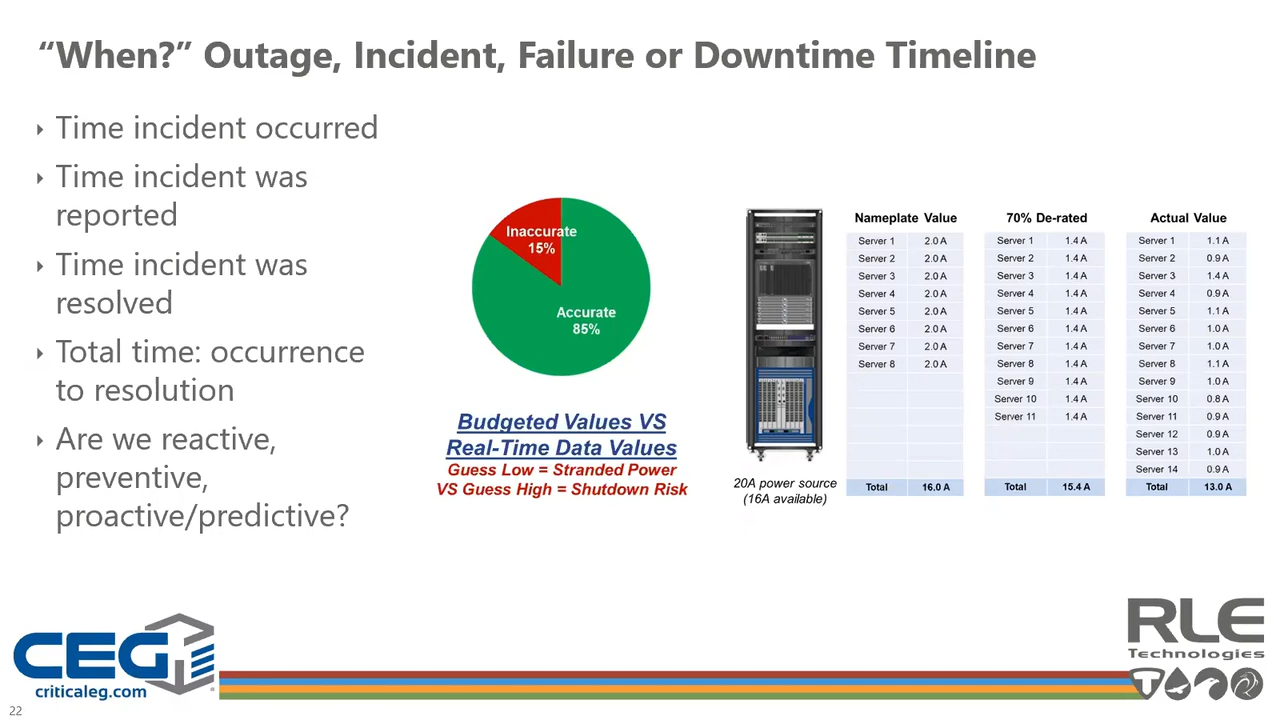 “When?” Outage, Incident, Failure or Downtime Timeline
Time incident occurred
Time incident was
reported
Time incident was
resolved
Total time: occurrence
to resolution
Are we reactive,
preventive,
proactive/predictive?
Inaccurate
15%
Accurate
85%
Budgeted Values VS
Real-Time Data Values
Guess Low = Stranded Power
VS Guess High = Shutdown Risk
20A power source
(16A available)
Nameplate Value
Server 1 2.0 A
Server 2 2.0 A
Server 3 2.0 A
Server 4 2.0 A
Server 5 2.0 A
Server 6 2.0 A
Server 7 2.0 A
Server 8 2.0 A
Total 16.0 A
70% De-rated
Server 1 1.4 A
Server 2 1.4 A
Server 3 1.4 A
Server 4 1.4 A
Server 5 1.4 A
Server 6 1.4 A
Server 7 1.4 A
Server 8 1.4 A
Server 9 1.4 A
Server 10 1.4 A
Server 11 1.4 A
Total 15.4 A
Actual Value
Server 1 1.1 A
Server 2 0.9 A
Server 3 1.4 A
Server 4 0.9 A
Server 5 1.1 A
Server 6 1.0 A
Server 7 1.0 A
Server 8 1.1 A
Server 9 1.0 A
Server 10 0.8 A
Server 11 0.9 A
Server 12 0.9 A
Server 13 1.0 A
Server 14 0.9 A
Total 13.0 A
CEG
criticaleg.com
RLE
Technologies
22